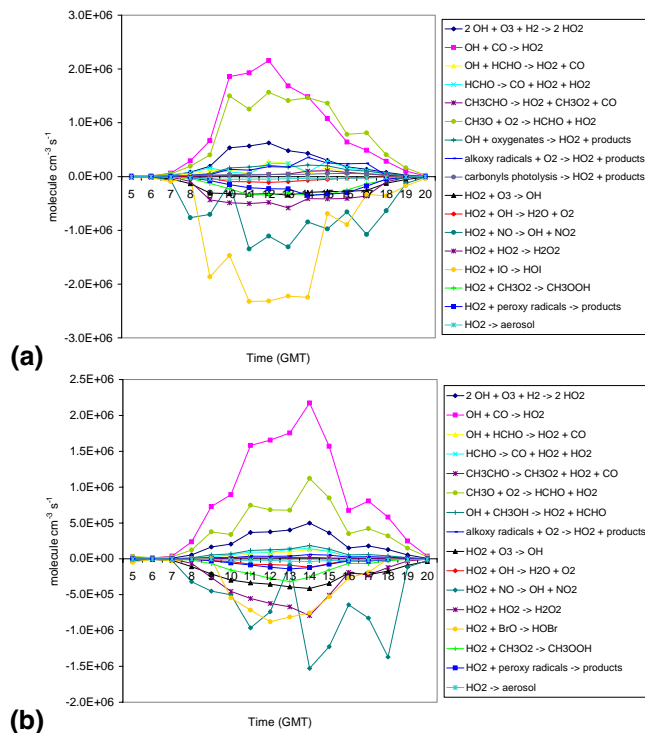 (a)
molecule cm⁻³ s⁻¹
3.E+06
2.E+06
1.E+06
0.E+00
-1.E+06
-2.E+06
-3.E+06
5 6 7 8 9 10 11 12 13 14 15 16 17 18 19 20
Time (GMT)
2 OH + O3 + H2 -> 2 HO2
OH + CO -> HO2
OH + HCHO -> HO2 + CO
HCHO -> CO + HO2 + HO2
CH3CHO -> HO2 + CH3O2 + CO
CH3O + O2 -> HCHO + HO2
OH + oxygenates -> HO2 + products
alkoxy radicals + O2 -> HO2 + products
carbonyls photolysis -> HO2 + products
HO2 + O3 -> OH
HO2 + OH -> H2O + O2
HO2 + NO -> OH + NO2
HO2 + HO2 -> H2O2
HO2 + IO -> HOI
HO2 + CH3O2 -> CH3OOH
HO2 + peroxy radicals -> products
HO2 -> aerosol
(b)
molecule cm⁻³ s⁻¹
2.5E+06
2.0E+06
1.5E+06
1.0E+06
5.0E+05
0.0E+00
-5.0E+05
-1.0E+06
-1.5E+06
-2.0E+06
5 6 7 8 9 10 11 12 13 14 15 16 17 18 19 20
Time (GMT)
2 OH + O3 + H2 -> 2 HO2
OH + CO -> HO2
OH + HCHO -> HO2 + CO
HCHO -> CO + HO2 + HO2
CH3CHO -> CH3O2 + HO2 + CO
CH3O + O2 -> HCHO + HO2
OH + CH3OH -> HO2 + HCHO
alkoxy radicals + O2 -> HO2 + products
HO2 + O3 -> OH
HO2 + OH -> H2O + O2
HO2 + NO -> OH + NO2
HO2 + HO2 -> H2O2
HO2 + BrO -> HOBr
HO2 + CH3O2 -> CH3OOH
HO2 + peroxy radicals -> products
HO2 -> aerosol